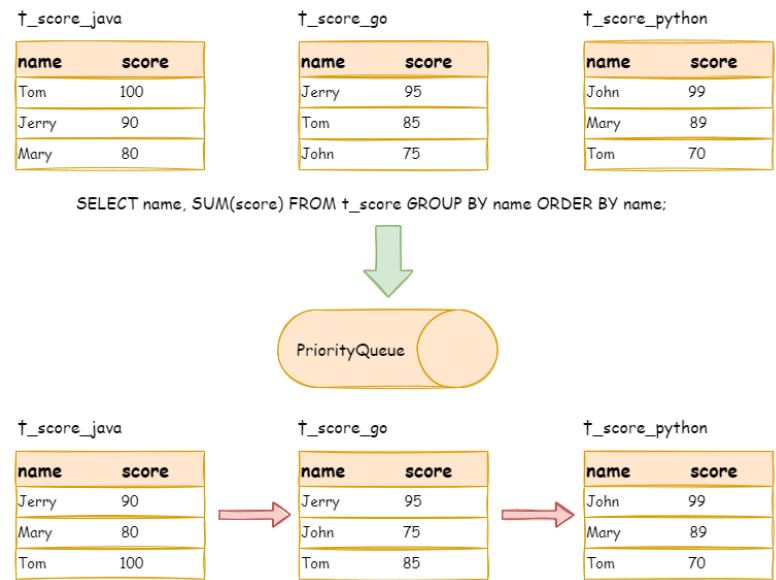 t_score_java t_score_go t_score_python
name score name score name score
Tom 100 Jerry 95 John 99
Jerry 90 Tom 85 Mary 89
Mary 80 John 75 Tom 70
SELECT name, SUM(score) FROM t_score GROUP BY name ORDER BY name;
PriorityQueue
t_score_java t_score_go t_score_python
name score name score name score
Jerry 90 Jerry 95 John 99
Mary 80 John 75 Mary 89
Tom 100 Tom 85 Tom 70